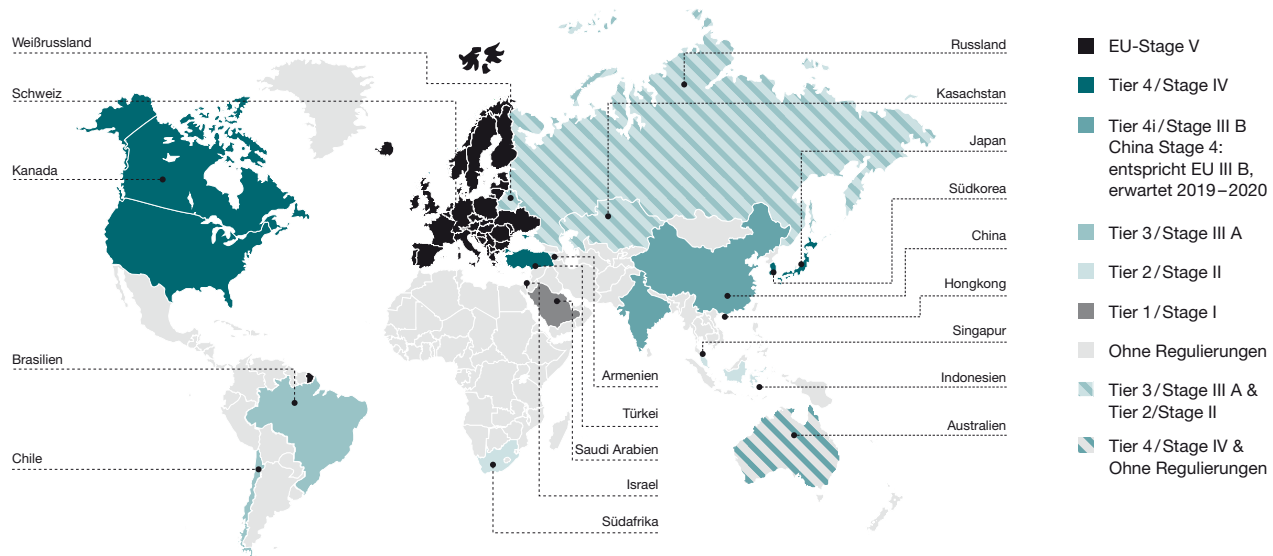 Weißrussland
Schweiz
Kanada
Brasilien
Chile
Russland
Kasachstan
Japan
Südkorea
China
Hongkong
Singapur
Indonesien
Australien
Armenien
Türkei
Saudi Arabien
Israel
Südafrika
EU-Stage V
Tier 4/Stage IV
Tier 4i/Stage III B
China Stage 4:
entspricht EU III B,
erwartet 2019–2020
Tier 3/Stage III A
Tier 2/Stage II
Tier 1/Stage I
Ohne Regulierungen
Tier 3/Stage III A &
Tier 2/Stage II
Tier 4/Stage IV &
Ohne Regulierungen